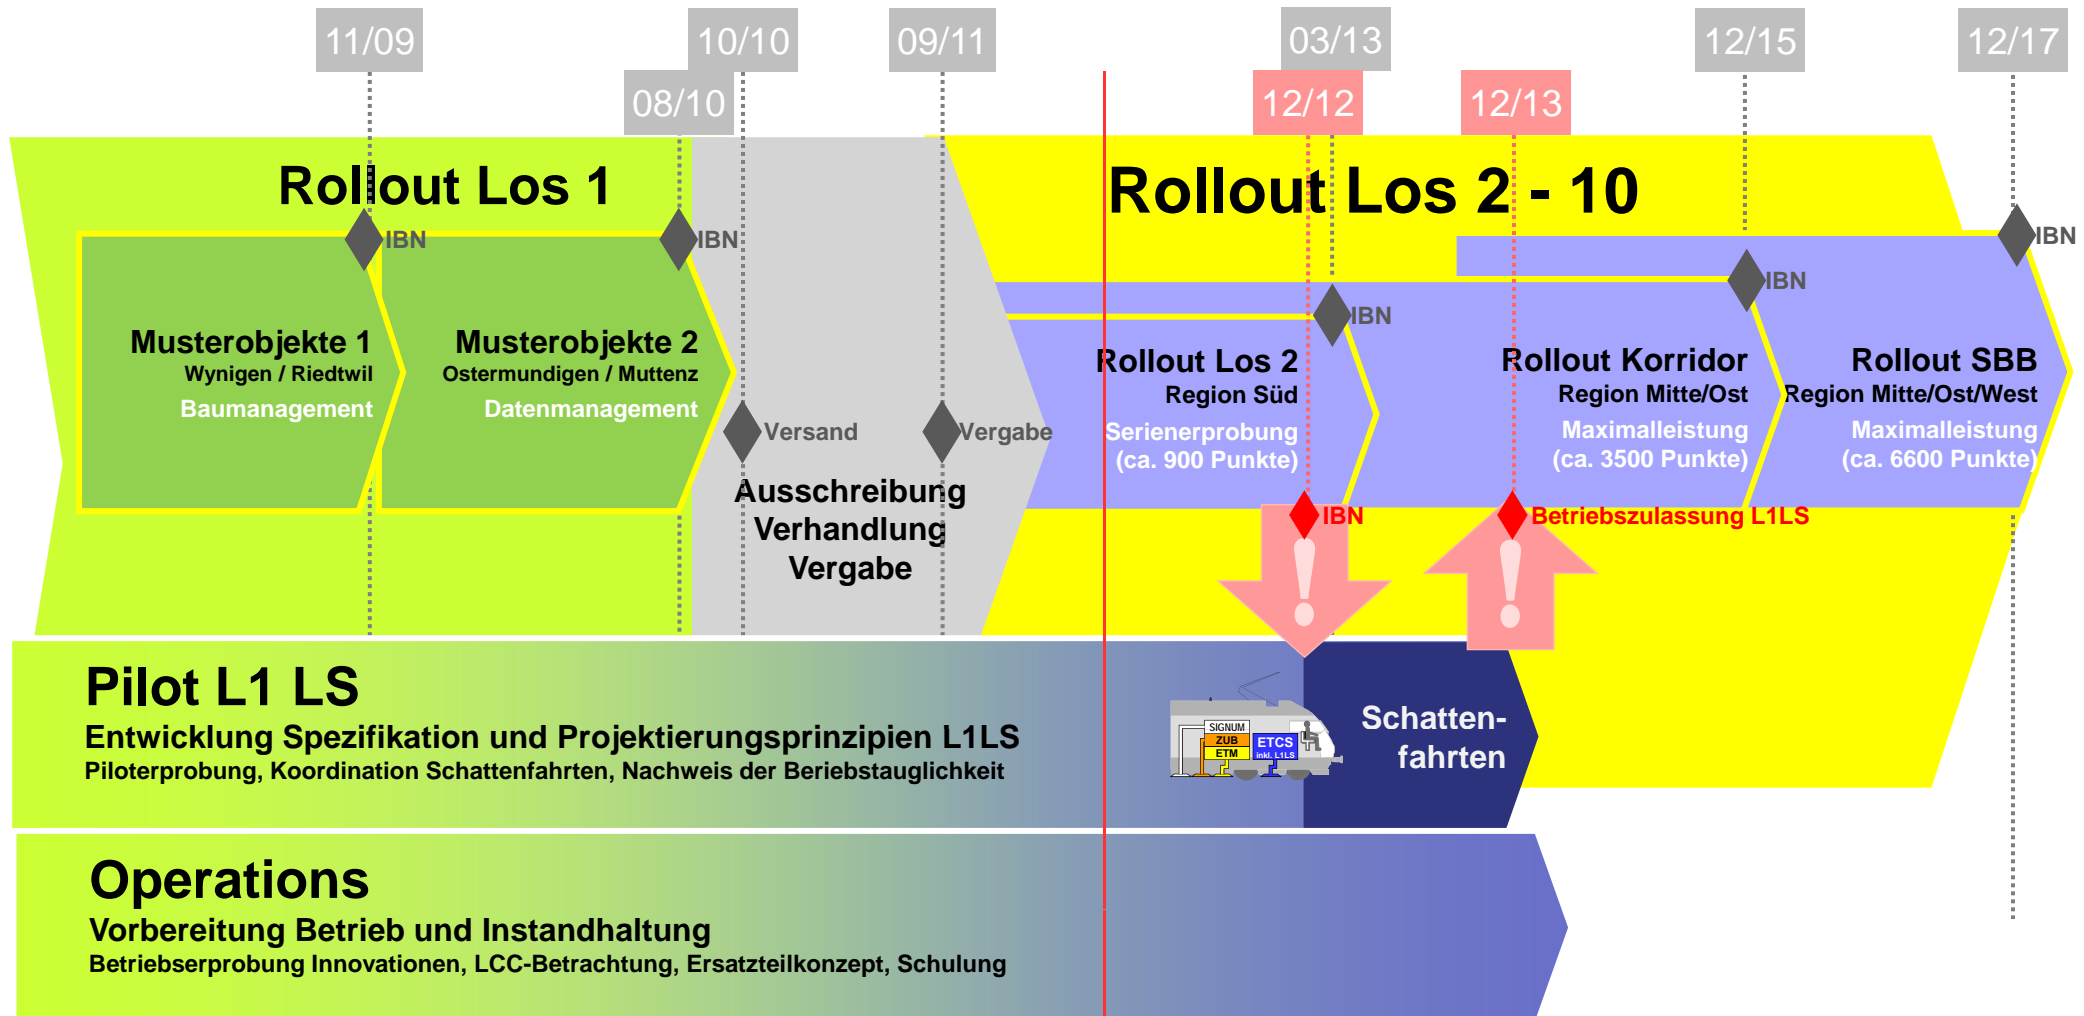 11/09
10/10
09/11
03/13
12/15
12/17
08/10
12/12
12/13
Rollout Los 1
Rollout Los 2 - 10
IBN
IBN
IBN
IBN
IBN
Musterobjekte 1
Wynigen / Riedtwil
Baumanagement
Musterobjekte 2
Ostermundigen / Muttenz
Datenmanagement
Versand
Vergabe
Ausschreibung
Verhandlung
Vergabe
Rollout Los 2
Region Süd
Serienerprobung
(ca. 900 Punkte)
Rollout Korridor
Region Mitte/Ost
Maximalleistung
(ca. 3500 Punkte)
Rollout SBB
Region Mitte/Ost/West
Maximalleistung
(ca. 6600 Punkte)
IBN
Betriebszulassung L1LS
!
!
Pilot L1 LS
Entwicklung Spezifikation und Projektierungsprinzipien L1LS
Piloterprobung, Koordination Schattenfahrten, Nachweis der Beriebstauglichkeit
SIGNUM
ZUB
ETM
ETCS
inkl. L1LS
Schatten-
fahrten
Operations
Vorbereitung Betrieb und Instandhaltung
Betriebserprobung Innovationen, LCC-Betrachtung, Ersatzteilkonzept, Schulung